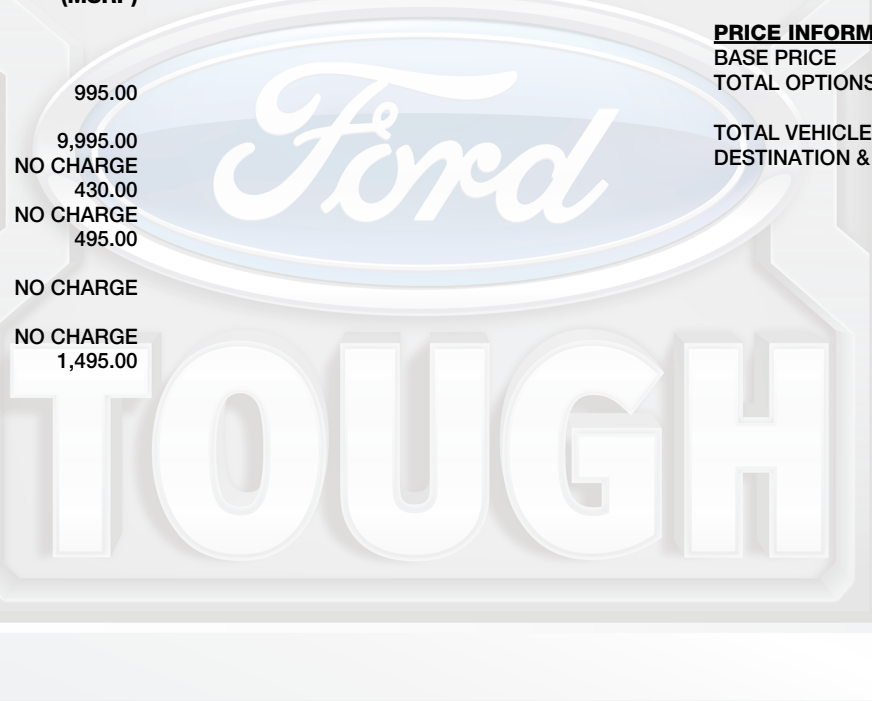 (MSRP)
995.00
9,995.00
NO CHARGE
430.00
NO CHARGE
495.00
NO CHARGE
NO CHARGE
1,495.00
PRICE INFORM
BASE PRICE
TOTAL OPTIONS
TOTAL VEHICLE
DESTINATION &
Ford
TOUGH